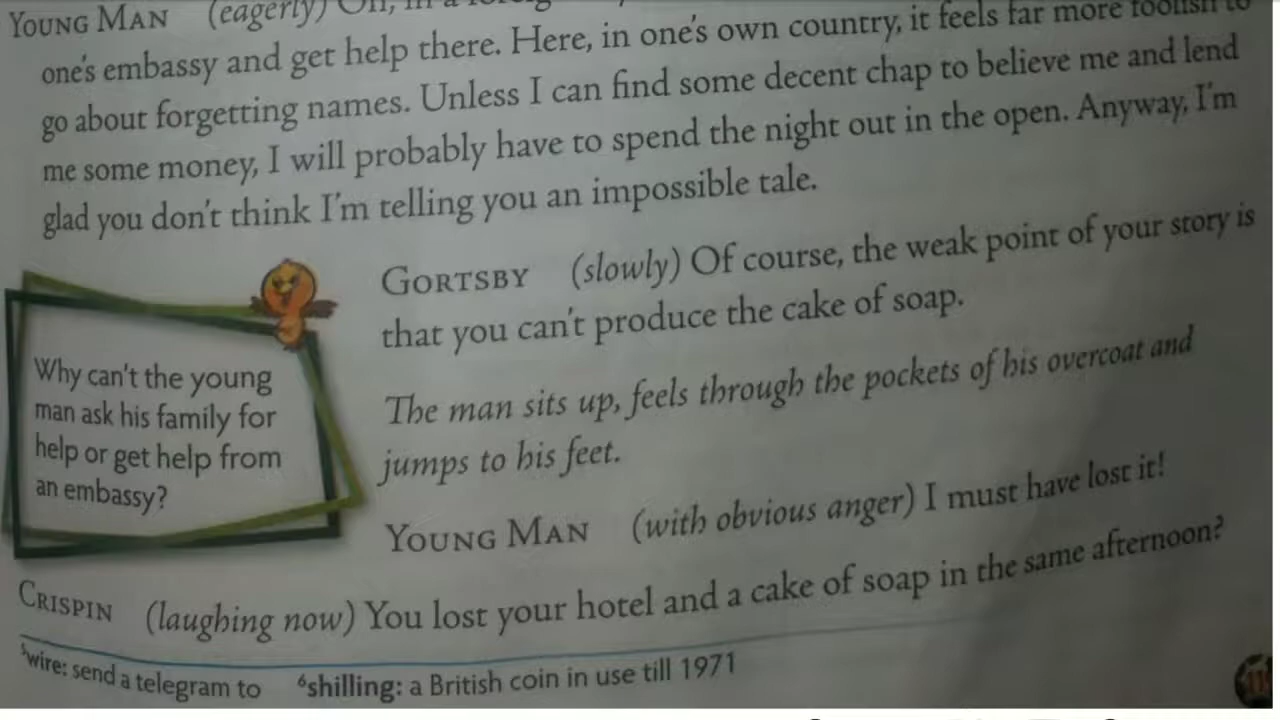 YOUNG MAN (eagerly) Oh, in a
one's embassy and get help there. Here, in one's own country, it feels far more foolish to
go about forgetting names. Unless I can find some decent chap to believe me and lend
me some money, I will probably have to spend the night out in the open. Anyway, I'm
glad you don't think I'm telling you an impossible tale.
GORTSBY (slowly) Of course, the weak point of your story is
that you can't produce the cake of soap.
Why can't the young
man ask his family for
help or get help from
an embassy?
The man sits up, feels through the pockets of his overcoat and
jumps to his feet.
YOUNG MAN (with obvious anger) I must have lost it!
CRISPIN (laughing now) You lost your hotel and a cake of soap in the same afternoon?
5wire: send a telegram to 6shilling: a British coin in use till 1971